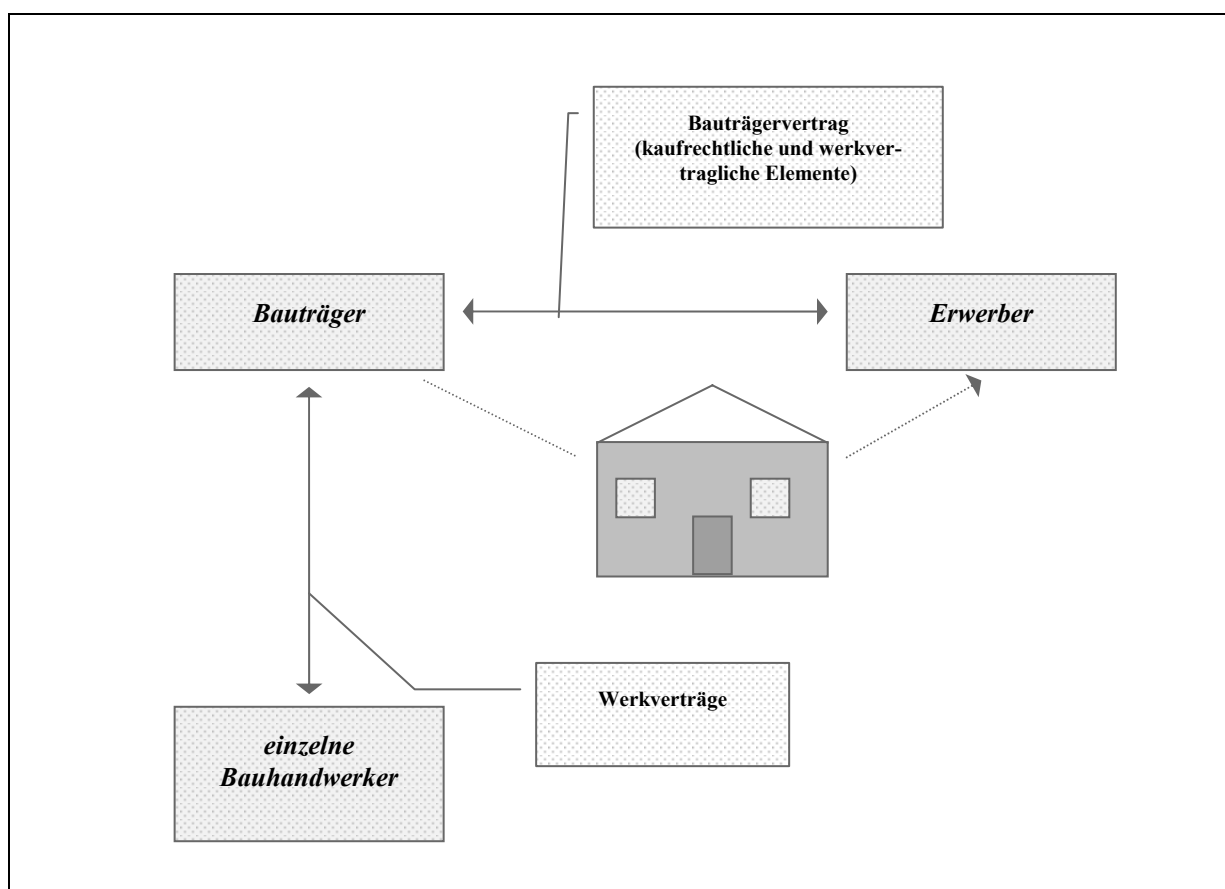 Bauträgervertrag
(kaufrechtliche und werkver-
tragliche Elemente)
Bauträger
Erwerber
Werkverträge
einzelne
Bauhandwerker